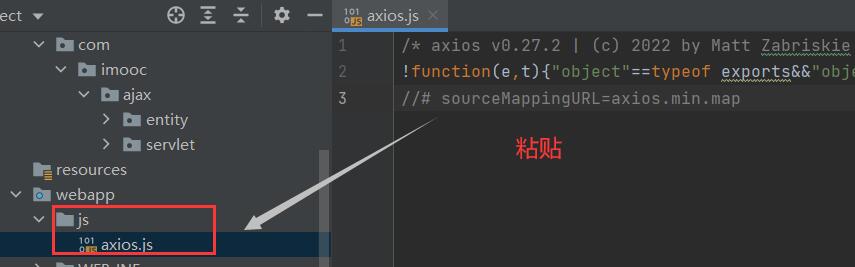 ect
com
imooc
ajax
entity
servlet
resources
webapp
js
axios.js
axios.js
1 /* axios v0.27.2 | (c) 2022 by Matt Zabriskie
2 !function(e,t){"object"==typeof exports&&"obje
3 //# sourceMappingURL=axios.min.map
粘贴